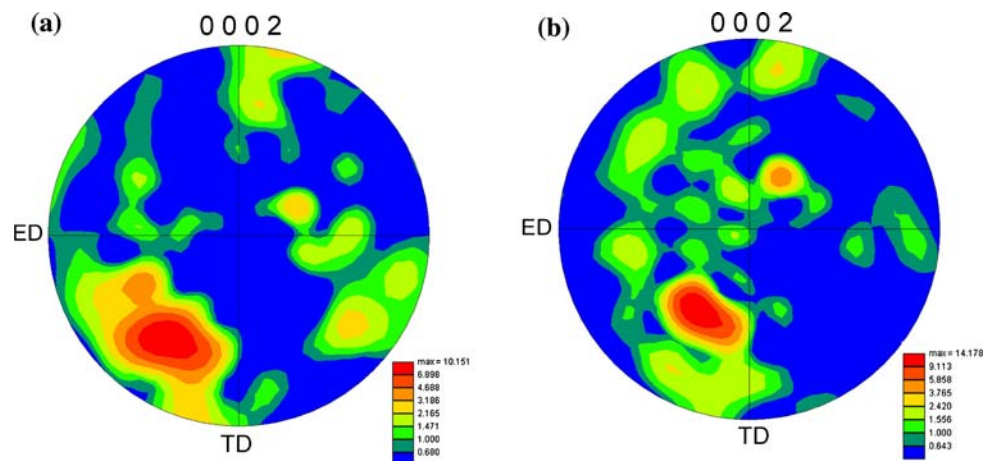 (a)
0 0 0 2
ED
TD
max = 10.151
6.898
4.688
3.186
2.165
1.471
1.000
0.680
(b)
0 0 0 2
ED
TD
max = 14.178
9.113
5.858
3.765
2.420
1.556
1.000
0.643